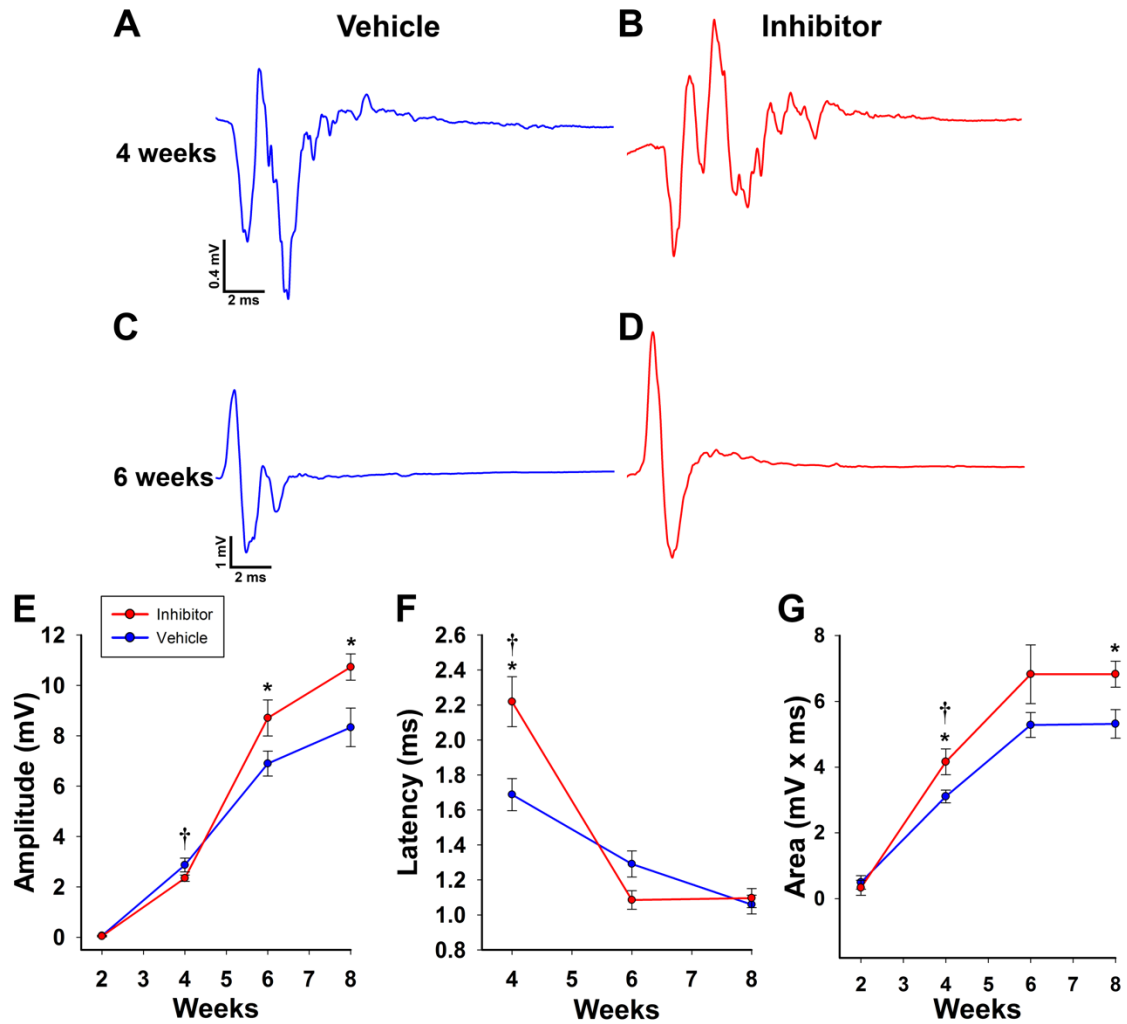 A Vehicle
B Inhibitor
4 weeks
0.4 mV
2 ms
C
D
6 weeks
1 mV
2 ms
E
Inhibitor
Vehicle
Amplitude (mV)
12
10
8
6
4
2
0
†
*
*
2 3 4 5 6 7 8
Weeks
F
Latency (ms)
2.6
2.4
2.2
2.0
1.8
1.6
1.4
1.2
1.0
0.8
†
*
4 5 6 7 8
Weeks
G
Area (mV x ms)
8
6
4
2
0
†
*
*
2 3 4 5 6 7 8
Weeks